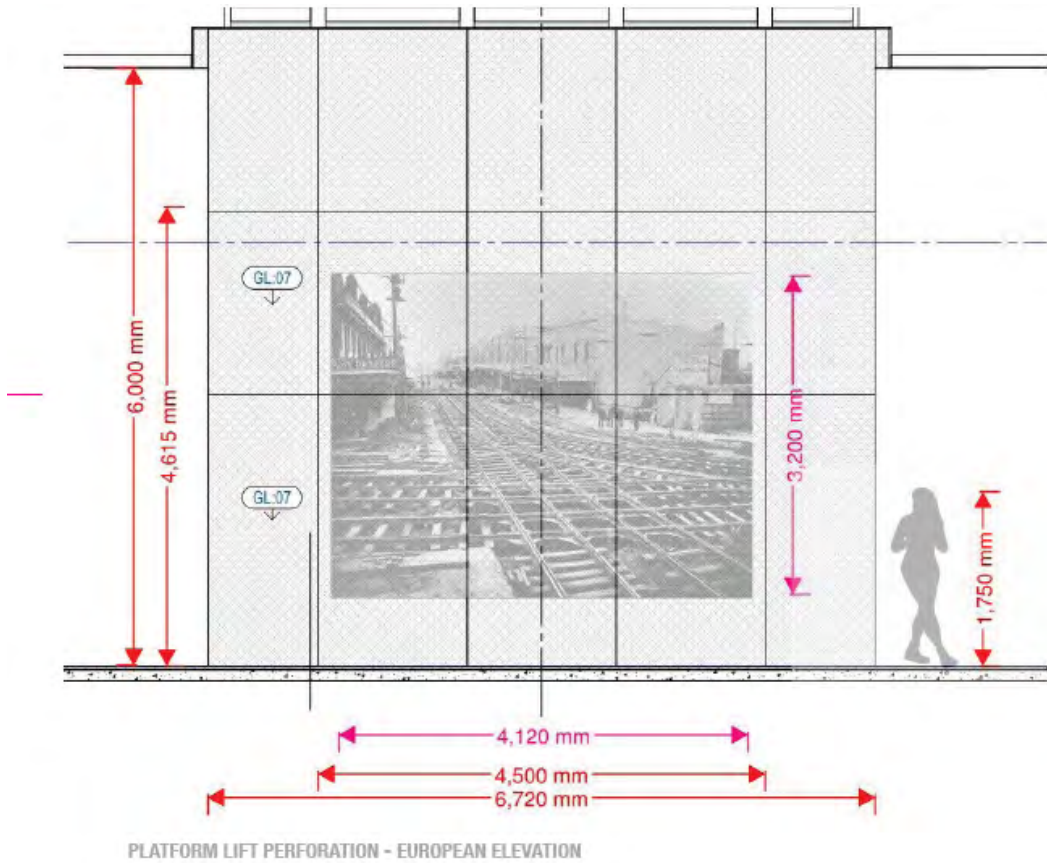 GL:07
6,000 mm
4,615 mm
3,200 mm
GL:07
1,750 mm
4,120 mm
4,500 mm
6,720 mm
PLATFORM LIFT PERFORATION - EUROPEAN ELEVATION